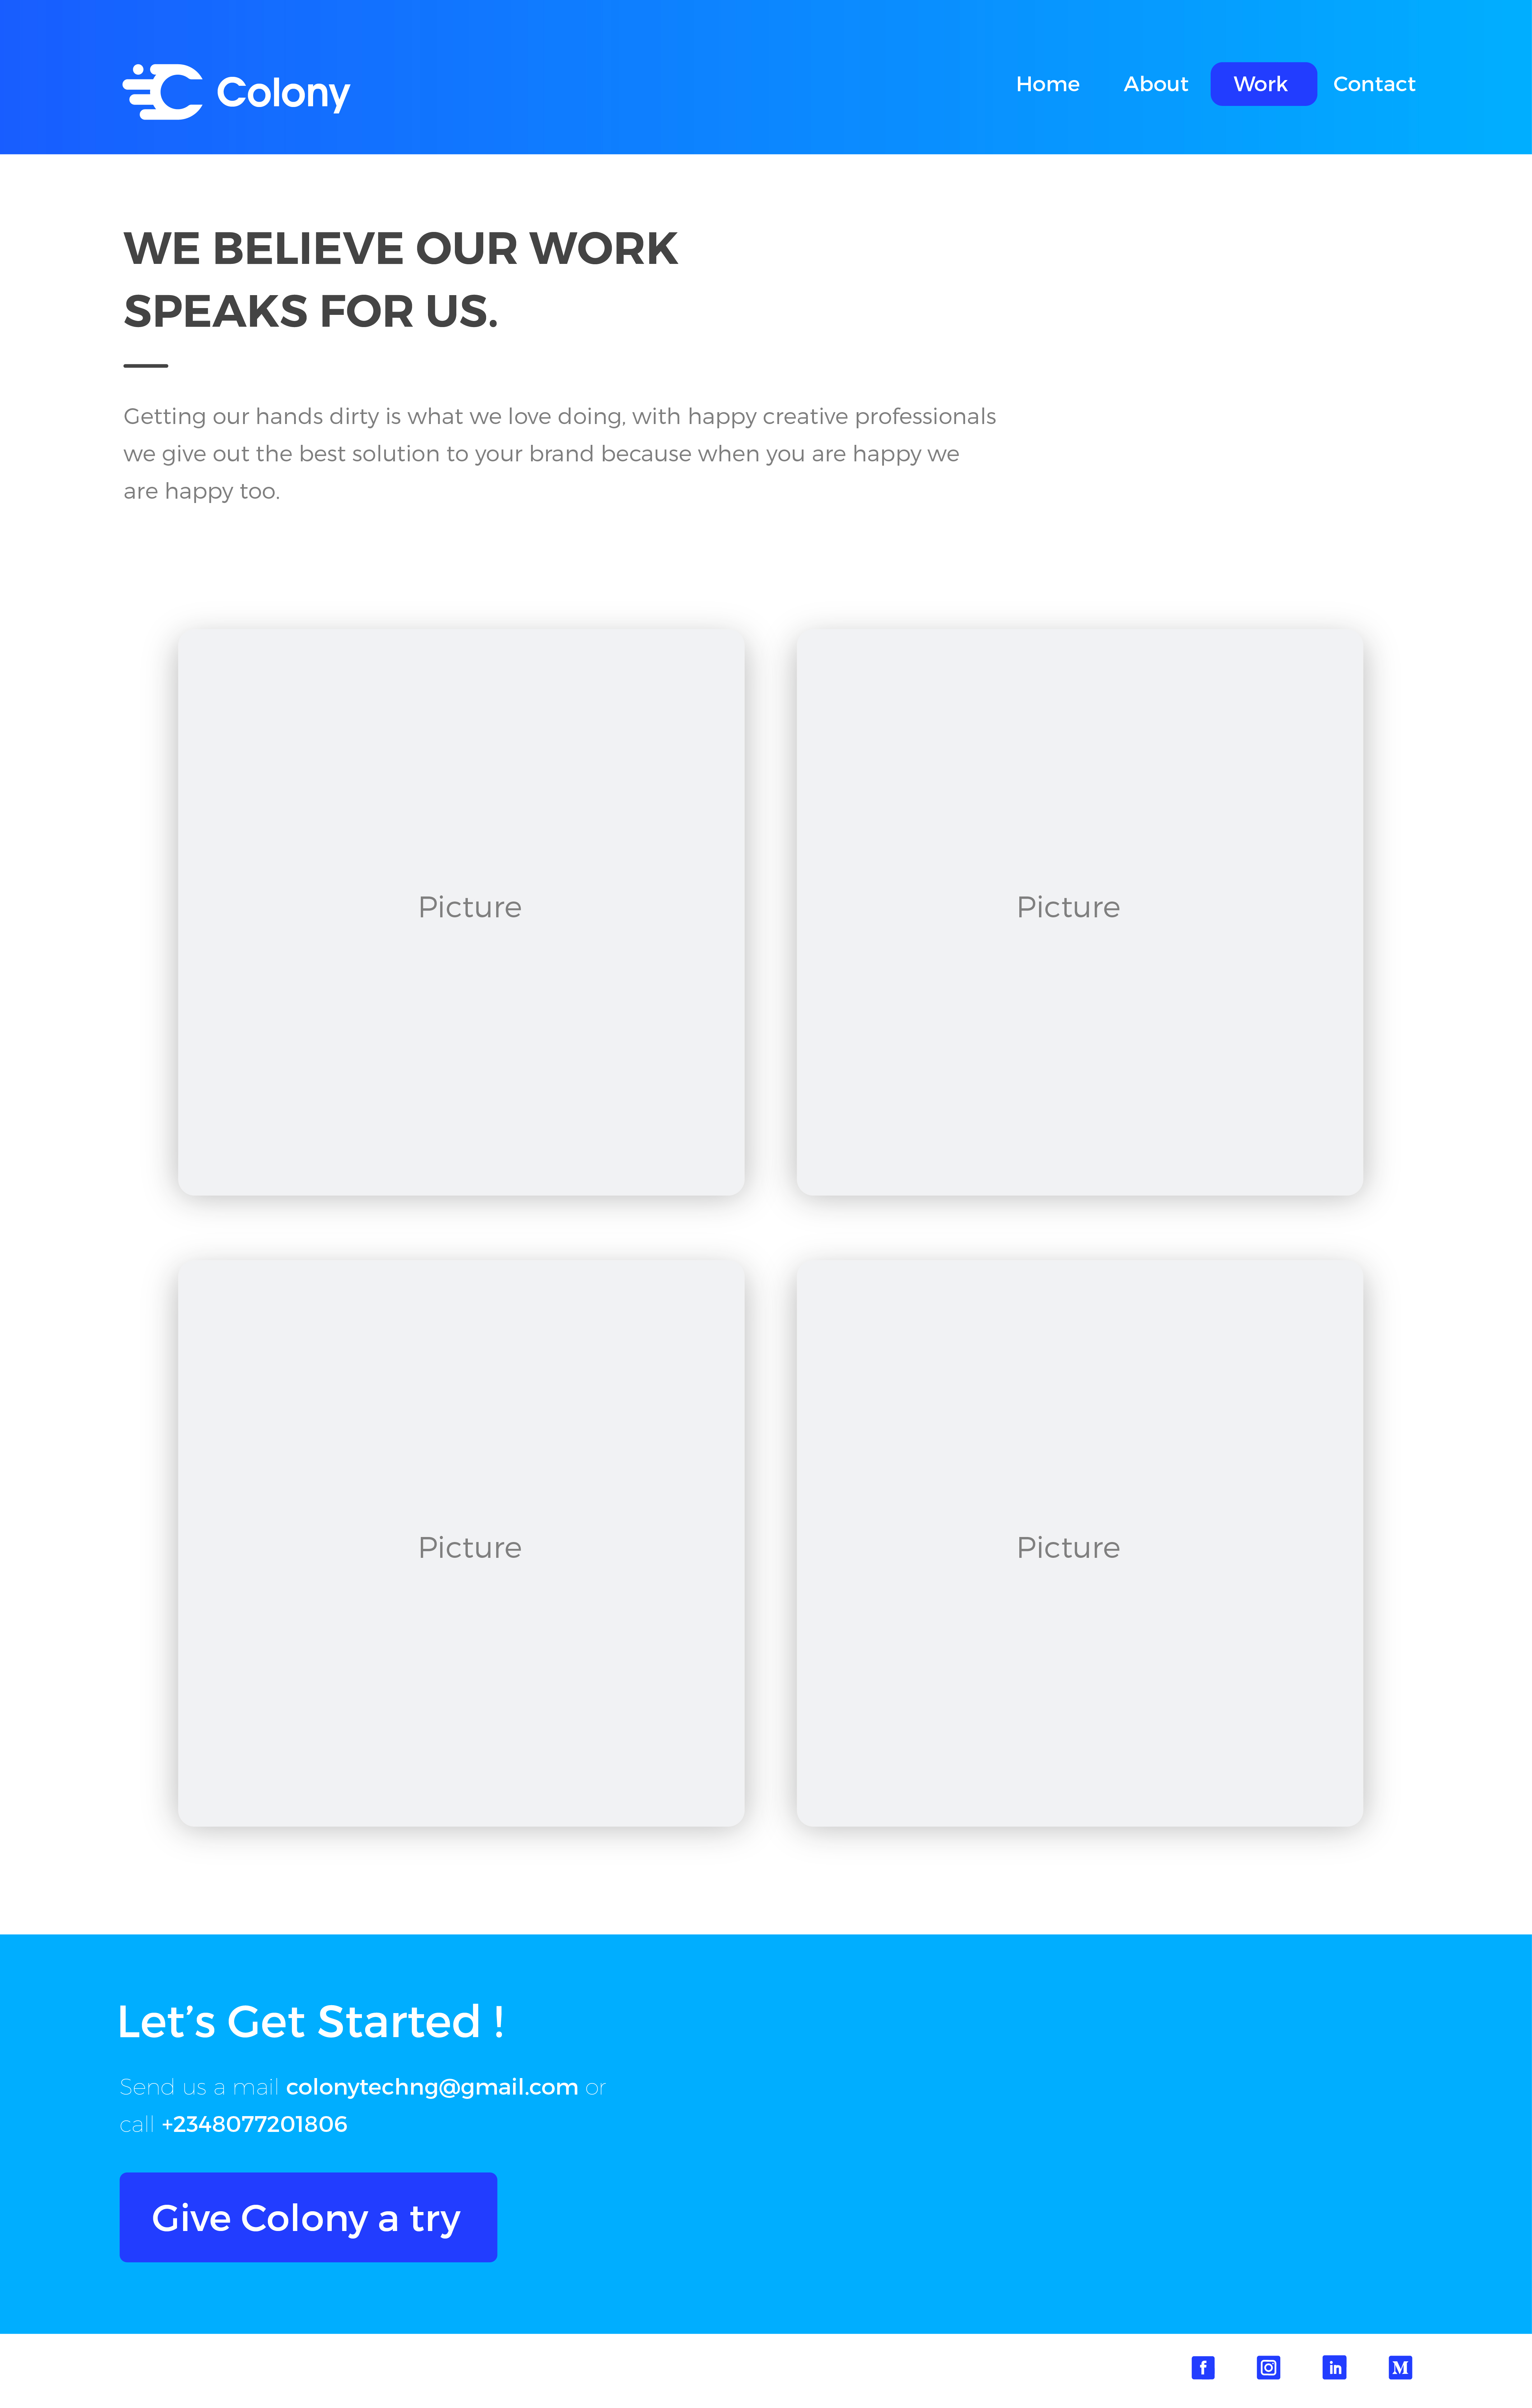 Colony
Home About Work Contact
WE BELIEVE OUR WORK
SPEAKS FOR US.
Getting our hands dirty is what we love doing, with happy creative professionals
we give out the best solution to your brand because when you are happy we
are happy too.
Picture Picture
Picture Picture
Let’s Get Started !
Send us a mail colonytechng@gmail.com or
call +2348077201806
Give Colony a try